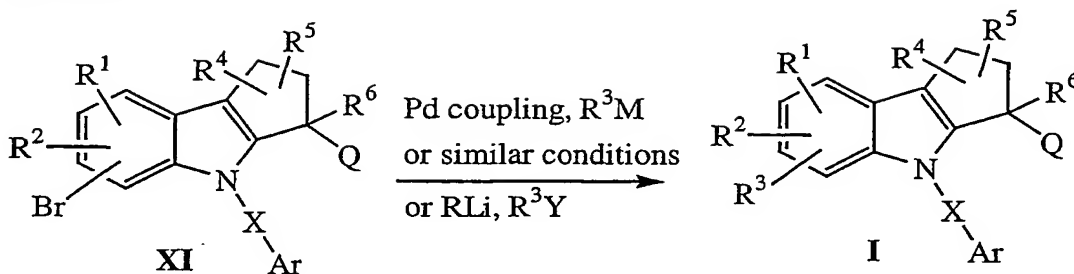 R¹ R⁴ R⁵ R⁶ R² Br N Q X Ar XI
Pd coupling, R³M
or similar conditions
or RLi, R³Y
R¹ R⁴ R⁵ R⁶ R² R³ N Q X Ar I